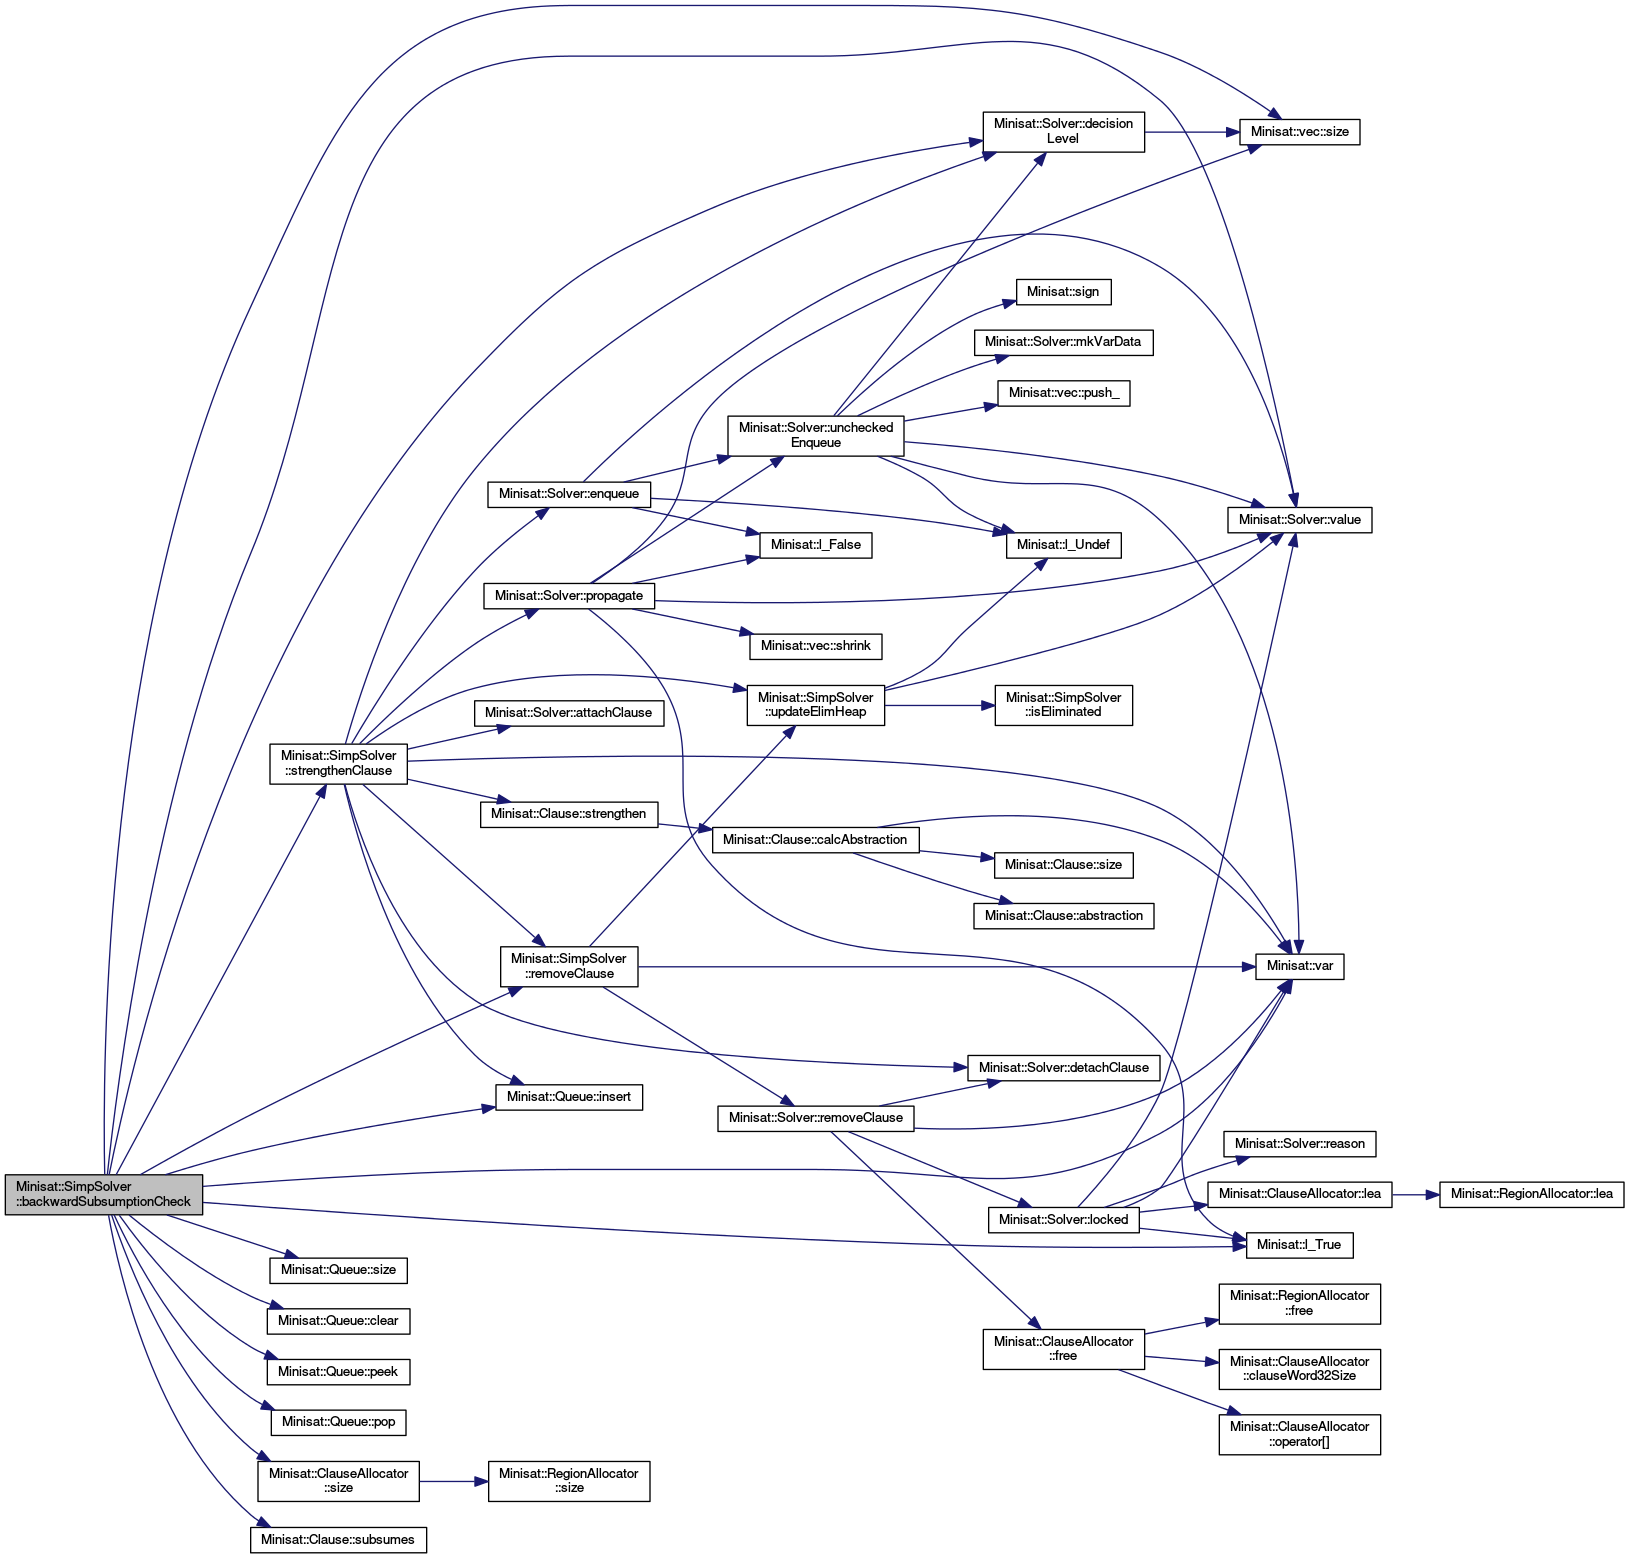 Minisat::Solver::decision
Level
Minisat::vec::size
Minisat::sign
Minisat::Solver::mkVarData
Minisat::vec::push_
Minisat::Solver::unchecked
Enqueue
Minisat::Solver::enqueue
Minisat::Solver::value
Minisat::l_False
Minisat::l_Undef
Minisat::Solver::propagate
Minisat::vec::shrink
Minisat::SimpSolver
::updateElimHeap
Minisat::SimpSolver
::isEliminated
Minisat::Solver::attachClause
Minisat::SimpSolver
::strengthenClause
Minisat::Clause::strengthen
Minisat::Clause::calcAbstraction
Minisat::Clause::size
Minisat::Clause::abstraction
Minisat::SimpSolver
::removeClause
Minisat::var
Minisat::Solver::detachClause
Minisat::Queue::insert
Minisat::Solver::removeClause
Minisat::Solver::reason
Minisat::SimpSolver
::backwardSubsumptionCheck
Minisat::ClauseAllocator::lea
Minisat::RegionAllocator::lea
Minisat::Solver::locked
Minisat::l_True
Minisat::Queue::size
Minisat::RegionAllocator
::free
Minisat::Queue::clear
Minisat::ClauseAllocator
::free
Minisat::ClauseAllocator
::clauseWord32Size
Minisat::Queue::peek
Minisat::Queue::pop
Minisat::ClauseAllocator
::operator[]
Minisat::ClauseAllocator
::size
Minisat::RegionAllocator
::size
Minisat::Clause::subsumes